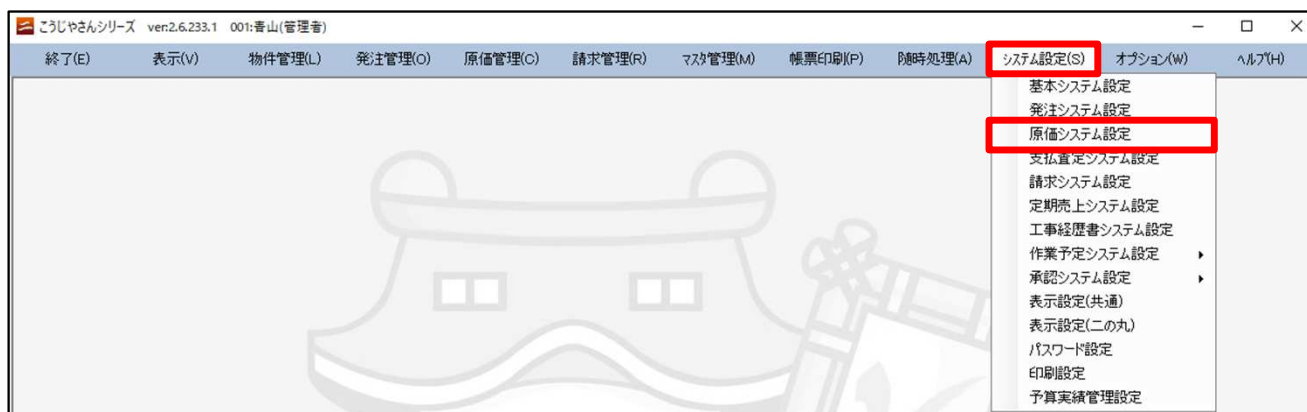 こうじやさんシリーズ ver:2.6.233.1 001:青山(管理者)
終了(E) 表示(V) 物件管理(L) 発注管理(O) 原価管理(C) 請求管理(R) マスタ管理(M) 帳票印刷(P) 随時処理(A) システム設定(S) オプション(W) ヘルプ(H)
基本システム設定
発注システム設定
原価システム設定
支払査定システム設定
請求システム設定
定期売上システム設定
工事経歴書システム設定
作業予定システム設定
承認システム設定
表示設定(共通)
表示設定(二の丸)
パスワード設定
印刷設定
予算実績管理設定